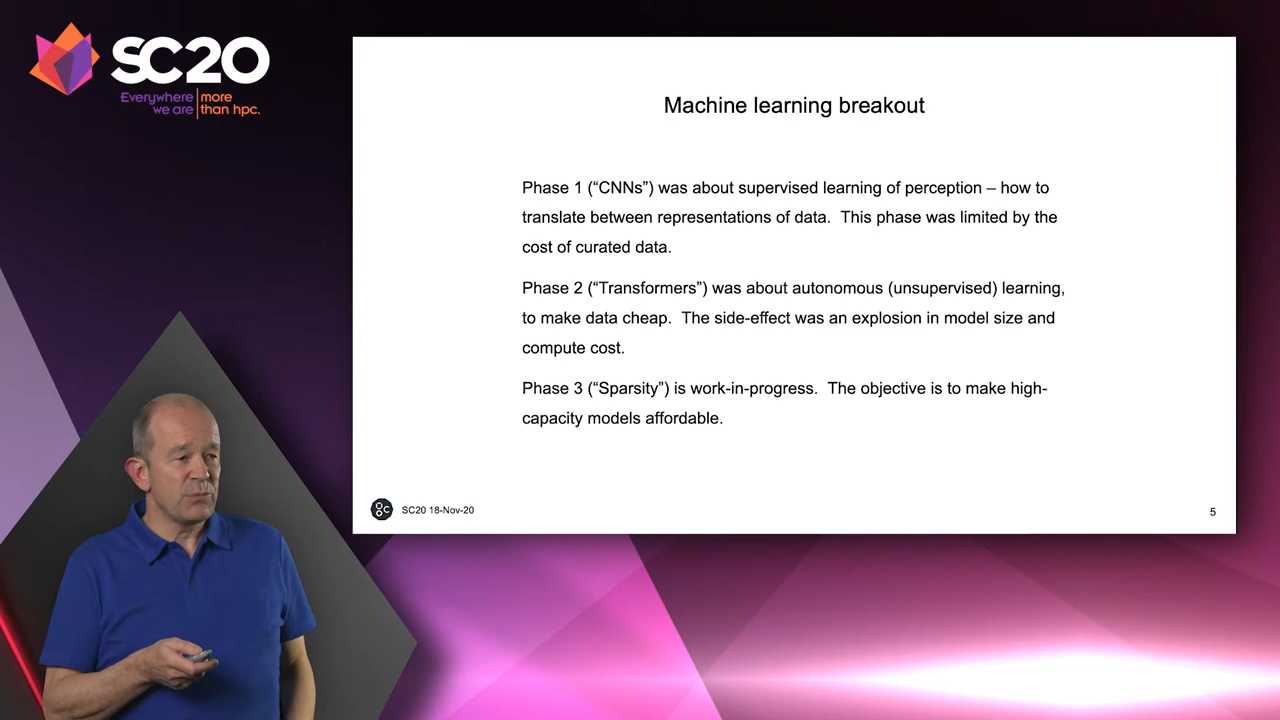 SC20
Everywhere more
we are than hpc.
Machine learning breakout
Phase 1 (“CNNs”) was about supervised learning of perception – how to
translate between representations of data.  This phase was limited by the
cost of curated data.
Phase 2 (“Transformers”) was about autonomous (unsupervised) learning,
to make data cheap.  The side-effect was an explosion in model size and
compute cost.
Phase 3 (“Sparsity”) is work-in-progress.  The objective is to make high-
capacity models affordable.
SC20 18-Nov-20
5